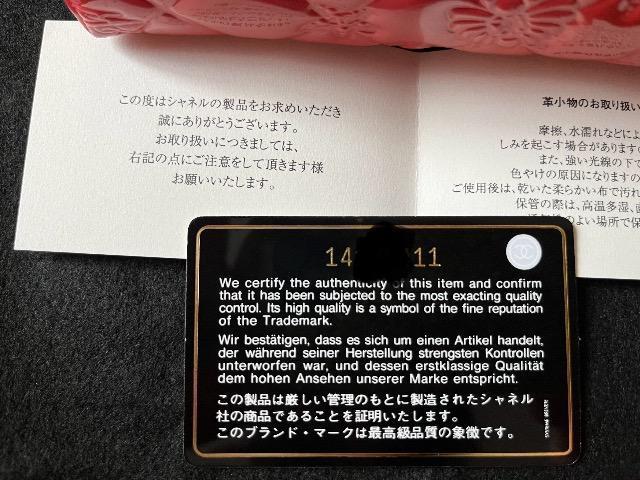 この度はシャネルの製品をお求めいただき
誠にありがとうございます。
お取り扱いにつきましては、
右記の点にご注意をして頂きます様
お願いいたします。
革小物のお取り扱い
摩擦、水濡れなどによ
しみを起こす場合があります
また、強い光線の下で
色やけの原因になりますの
ご使用後は、乾いた柔らかい布で汚れ
保管の際は、高温多湿、
のよい場所で保
14 11
We certify the authenticity of this item and confirm
that it has been subjected to the most exacting quality
control. Its high quality is a symbol of the fine reputation
of the Trademark.
Wir bestätigen, dass es sich um einen Artikel handelt,
der während seiner Herstellung strengsten Kontrollen
unterworfen war, und dessen erstklassige Qualität
dem hohen Ansehen unserer Marke entspricht.
この製品は厳しい管理のもとに製造されたシャネル
社の商品であることを証明いたします。
このブランド・マークは最高級品質の象徴です。